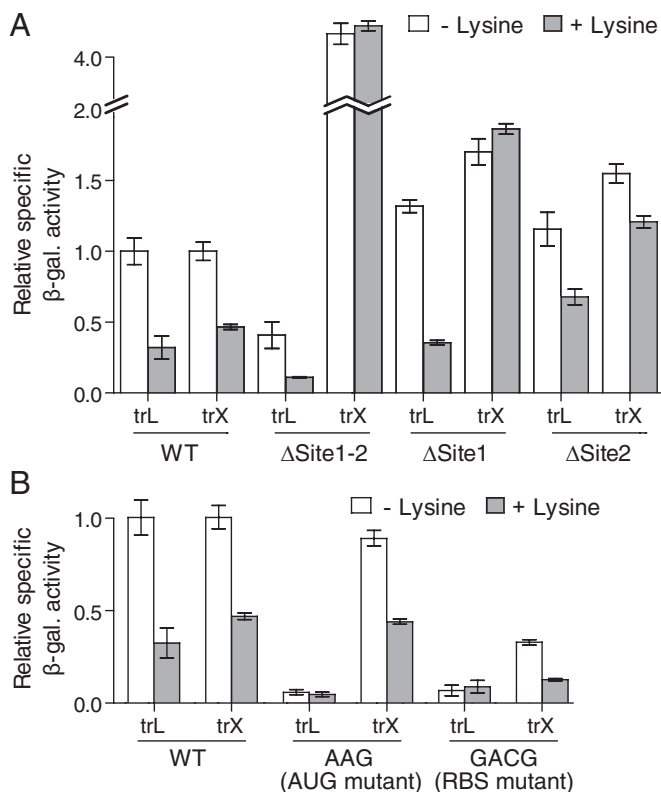 A
- Lysine + Lysine
Relative specific
β-gal. activity
4.0
2.0
1.5
1.0
0.5
0.0
trL trX trL trX trL trX trL trX
WT ΔSite1-2 ΔSite1 ΔSite2
B
- Lysine + Lysine
Relative specific
β-gal. activity
1.0
0.5
0.0
trL trX trL trX trL trX
WT AAG GACG
(AUG mutant) (RBS mutant)